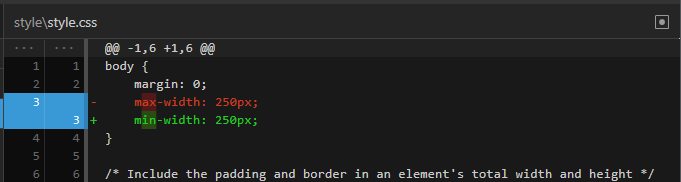 style\style.css
... ... @@ -1,6 +1,6 @@
1 1 body {
2 2 margin: 0;
3 - max-width: 250px;
3 + min-width: 250px;
4 4 }
5 5
6 6 /* Include the padding and border in an element's total width and height */